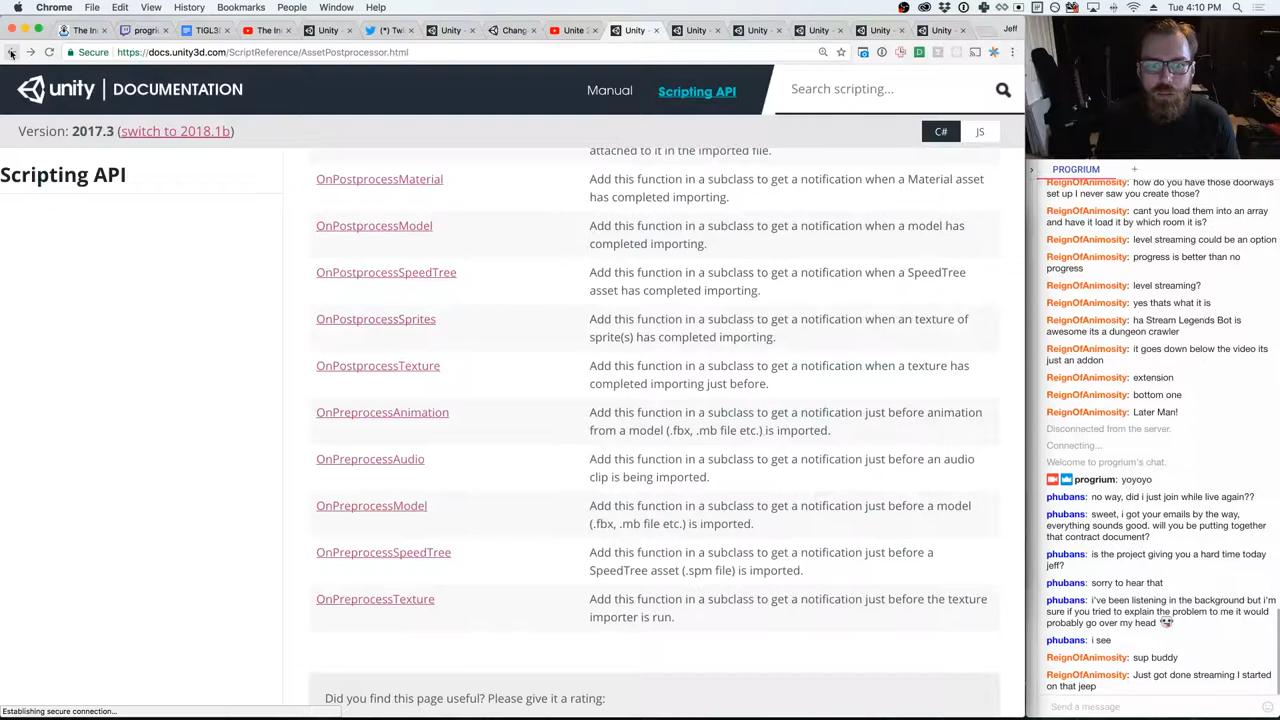 Chrome File Edit View History Bookmarks People Window Help
Tue 4:10 PM
The In
progri
TIGL3
The In
Unity
(*) Tw
Unity
Chang
Unite
Unity
Unity
Unity
Unity
Unity
Unity
Jeff
Secure https://docs.unity3d.com/ScriptReference/AssetPostprocessor.html
unity DOCUMENTATION
Manual Scripting API
Search scripting...
Version: 2017.3 (switch to 2018.1b)
C# JS
Scripting API
attached to it in the imported file.
OnPostprocessMaterial Add this function in a subclass to get a notification when a Material asset
has completed importing.
OnPostprocessModel Add this function in a subclass to get a notification when a model has
completed importing.
OnPostprocessSpeedTree Add this function in a subclass to get a notification when a SpeedTree
asset has completed importing.
OnPostprocessSprites Add this function in a subclass to get a notification when an texture of
sprite(s) has completed importing.
OnPostprocessTexture Add this function in a subclass to get a notification when a texture has
completed importing just before.
OnPreprocessAnimation Add this function in a subclass to get a notification just before animation
from a model (.fbx, .mb file etc.) is imported.
OnPreprocessAudio Add this function in a subclass to get a notification just before an audio
clip is being imported.
OnPreprocessModel Add this function in a subclass to get a notification just before a model
(.fbx, .mb file etc.) is imported.
OnPreprocessSpeedTree Add this function in a subclass to get a notification just before a
SpeedTree asset (.spm file) is imported.
OnPreprocessTexture Add this function in a subclass to get a notification just before the texture
importer is run.
Did you find this page useful? Please give it a rating:
Establishing secure connection...
PROGRIUM +
ReignOfAnimosity: how do you have those doorways
set up I never saw you create those?
ReignOfAnimosity: cant you load them into an array
and have it load it by which room it is?
ReignOfAnimosity: level streaming could be an option
ReignOfAnimosity: progress is better than no
progress
ReignOfAnimosity: level streaming?
ReignOfAnimosity: yes thats what it is
ReignOfAnimosity: ha Stream Legends Bot is
awesome its a dungeon crawler
ReignOfAnimosity: it goes down below the video its
just an addon
ReignOfAnimosity: extension
ReignOfAnimosity: bottom one
ReignOfAnimosity: Later Man!
Disconnected from the server.
Connecting...
Welcome to progrium's chat.
progrium: yoyoyo
phubans: no way, did i just join while live again??
phubans: sweet, i got your emails by the way,
everything sounds good. will you be putting together
that contract document?
phubans: is the project giving you a hard time today
jeff?
phubans: sorry to hear that
phubans: i've been listening in the background but i'm
sure if you tried to explain the problem to me it would
probably go over my head
phubans: i see
ReignOfAnimosity: sup buddy
ReignOfAnimosity: Just got done streaming I started
on that jeep
Send a message